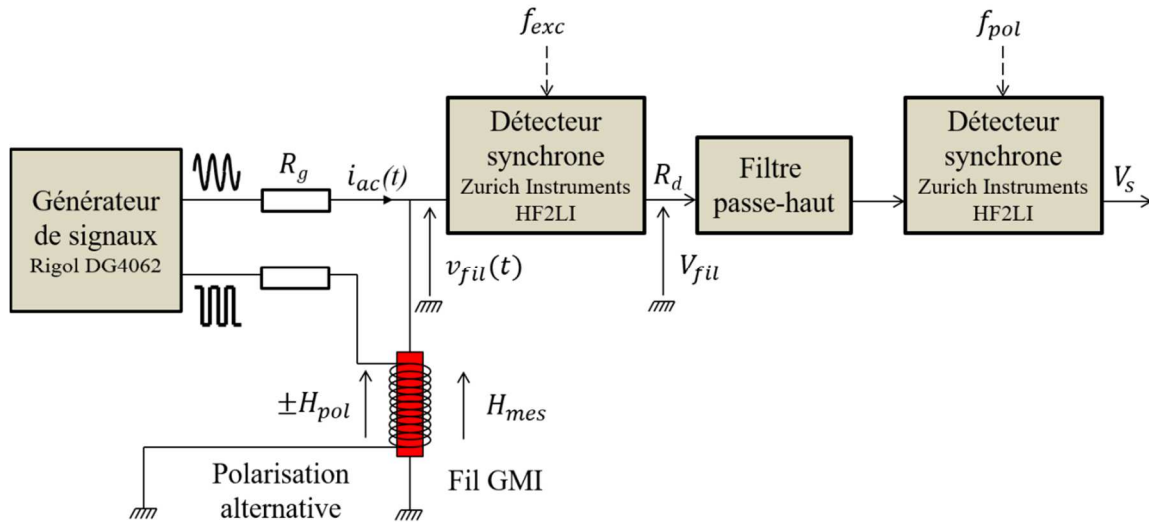 f_exc
f_pol
Générateur
de signaux
Rigol DG4062
R_g
i_ac(t)
Détecteur
synchrone
Zurich Instruments
HF2LI
R_d
Filtre
passe-haut
Détecteur
synchrone
Zurich Instruments
HF2LI
V_s
v_fil(t)
V_fil
±H_pol
H_mes
Polarisation
alternative
Fil GMI